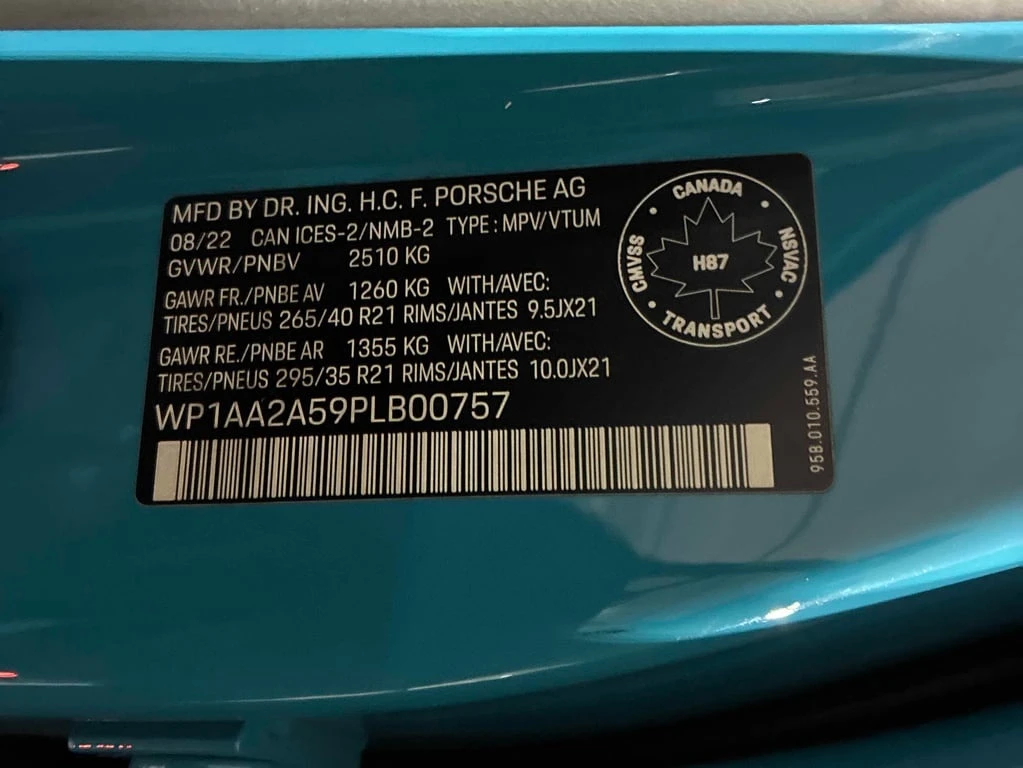 MFD BY DR. ING. H.C. F. PORSCHE AG
08/22 CAN ICES-2/NMB-2 TYPE : MPV/VTUM
GVWR/PNBV 2510 KG
GAWR FR./PNBE AV 1260 KG WITH/AVEC:
TIRES/PNEUS 265/40 R21 RIMS/JANTES 9.5JX21
GAWR RE./PNBE AR 1355 KG WITH/AVEC:
TIRES/PNEUS 295/35 R21 RIMS/JANTES 10.0JX21
WP1AA2A59PLB00757
CANADA
CMVSS
H87
NSVAC
TRANSPORT
95B.010.559.AA